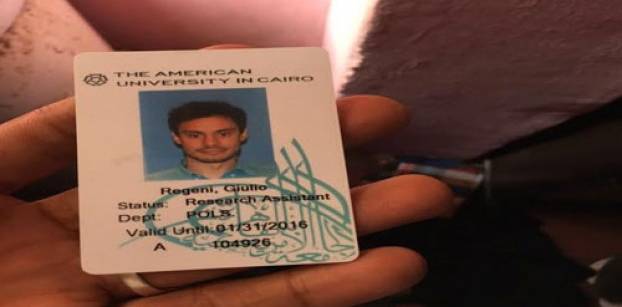 THE AMERICAN
UNIVERSITY IN CAIRO
Regeni, Giulio
Status: Research Assistant
Dept: POLS
Valid Until: 01/31/2016
A 104926